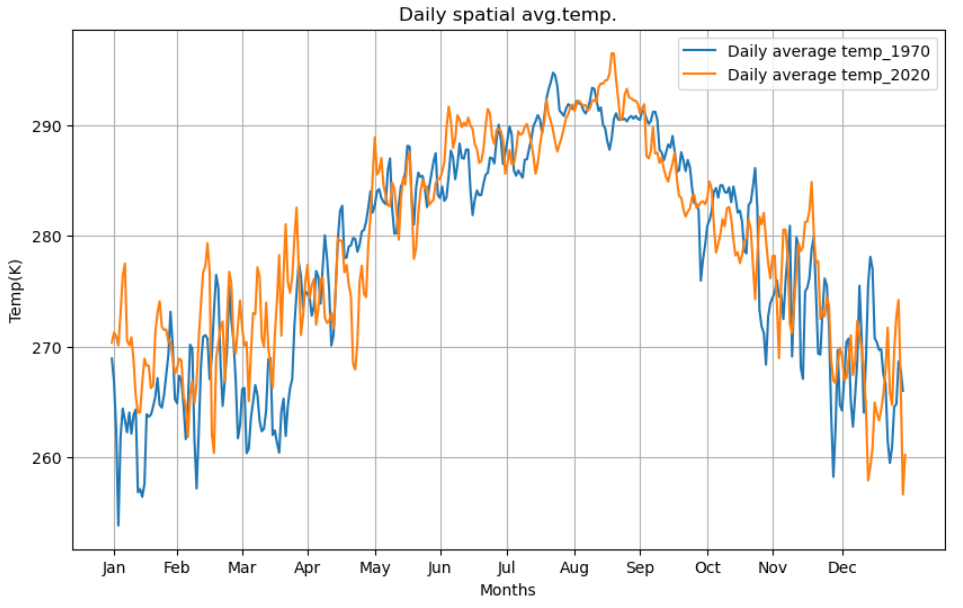 Daily spatial avg.temp.
Daily average temp_1970
Daily average temp_2020
Temp(K)
290
280
270
260
Jan Feb Mar Apr May Jun Jul Aug Sep Oct Nov Dec
Months